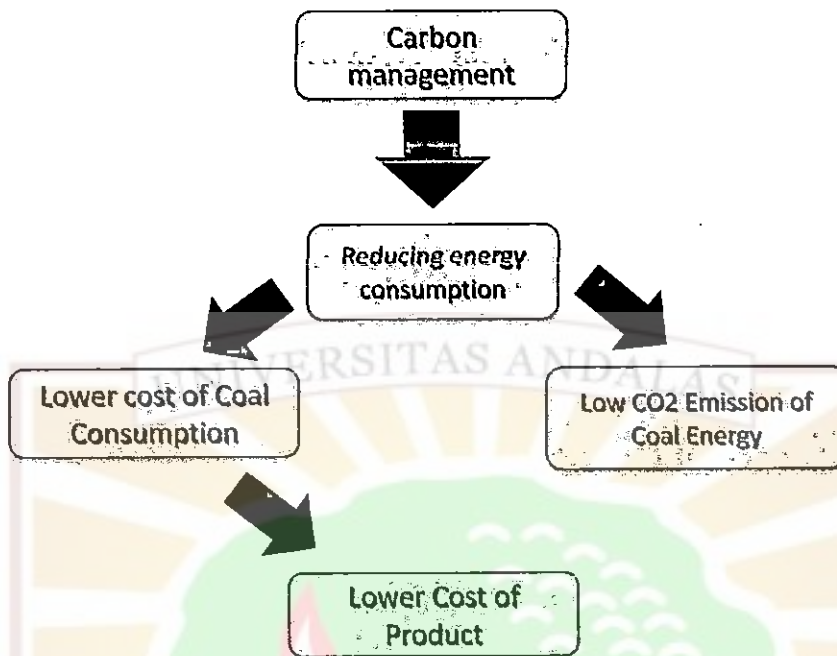 Carbon
management
Reducing energy
consumption
UNIVERSITAS ANDALAS
Lower cost of Coal
Consumption
Low CO2 Emission of
Coal Energy
Lower Cost of
Product